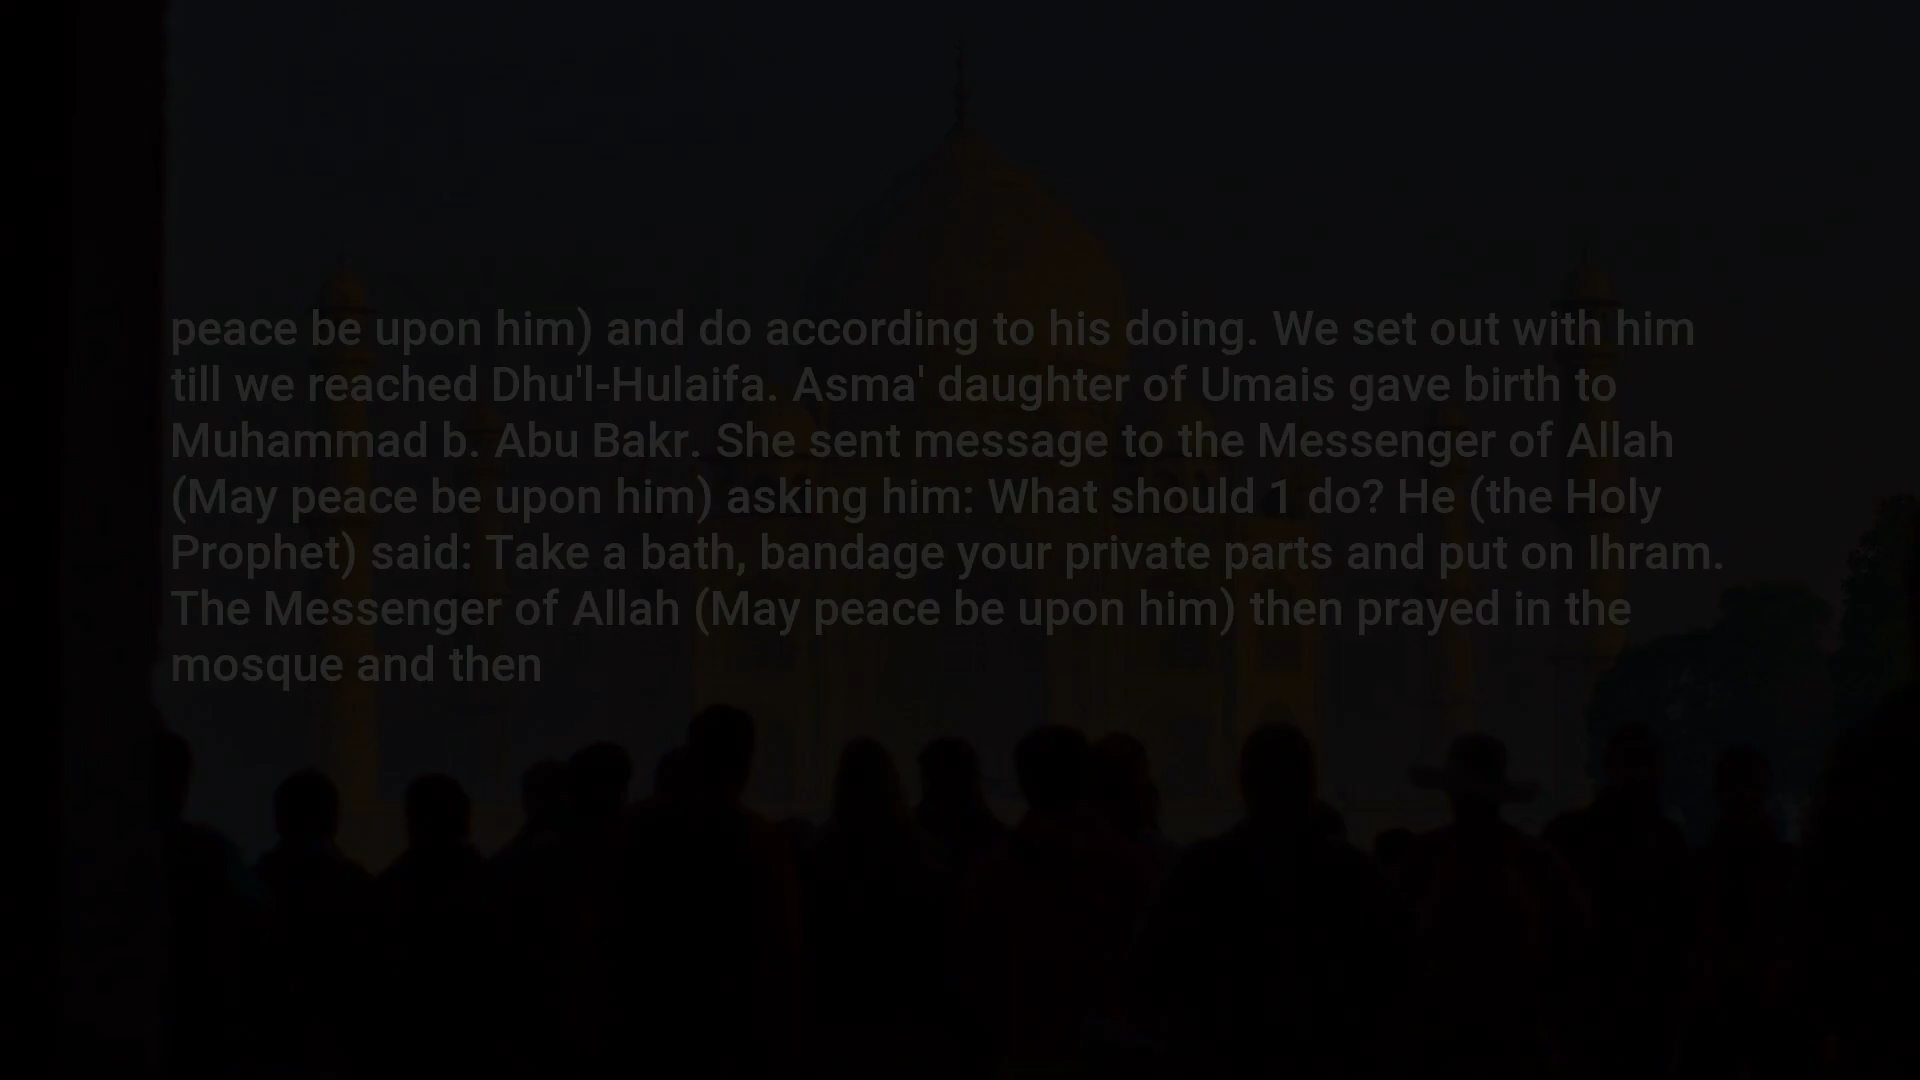 peace be upon him) and do according to his doing. We set out with him
till we reached Dhu'l-Hulaifa. Asma' daughter of Umais gave birth to
Muhammad b. Abu Bakr. She sent message to the Messenger of Allah
(May peace be upon him) asking him: What should 1 do? He (the Holy
Prophet) said: Take a bath, bandage your private parts and put on Ihram.
The Messenger of Allah (May peace be upon him) then prayed in the
mosque and then